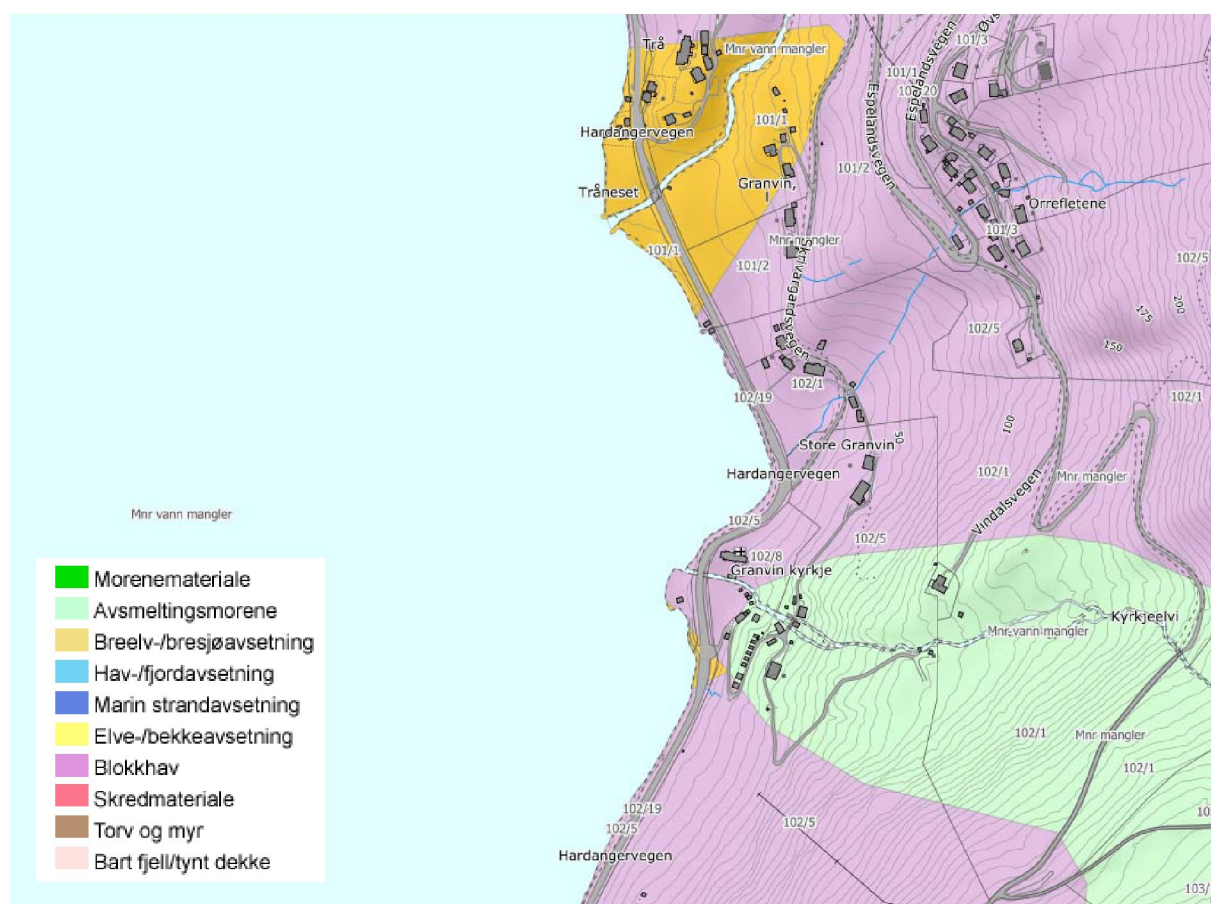 Trå
Mnr vann mangler
101/3
Øvs
101/1
101/20
Espelandsvegen
Espelandsvegen
Hardangervegen
101/1
101/2
Tråneset
Granvin,
Orrefletene
101/1
Mnr mangler
101/3
101/2
102/5
Skrivargardsvegen
200
175
150
102/5
102/1
102/1
102/19
Store Granvin
50
100
Hardangervegen
102/1
Mnr mangler
Vindalsvegen
Mnr vann mangler
102/5
102/5
102/8
Granvin kyrkje
Kyrkjeelvi
Mnr vann mangler
102/1
Mnr mangler
102/1
102/19
102/5
102/5
Hardangervegen
103/
Morenemateriale
Avsmeltingsmorene
Breelv-/bresjøavsetning
Hav-/fjordavsetning
Marin strandavsetning
Elve-/bekkeavsetning
Blokkhav
Skredmateriale
Torv og myr
Bart fjell/tynt dekke